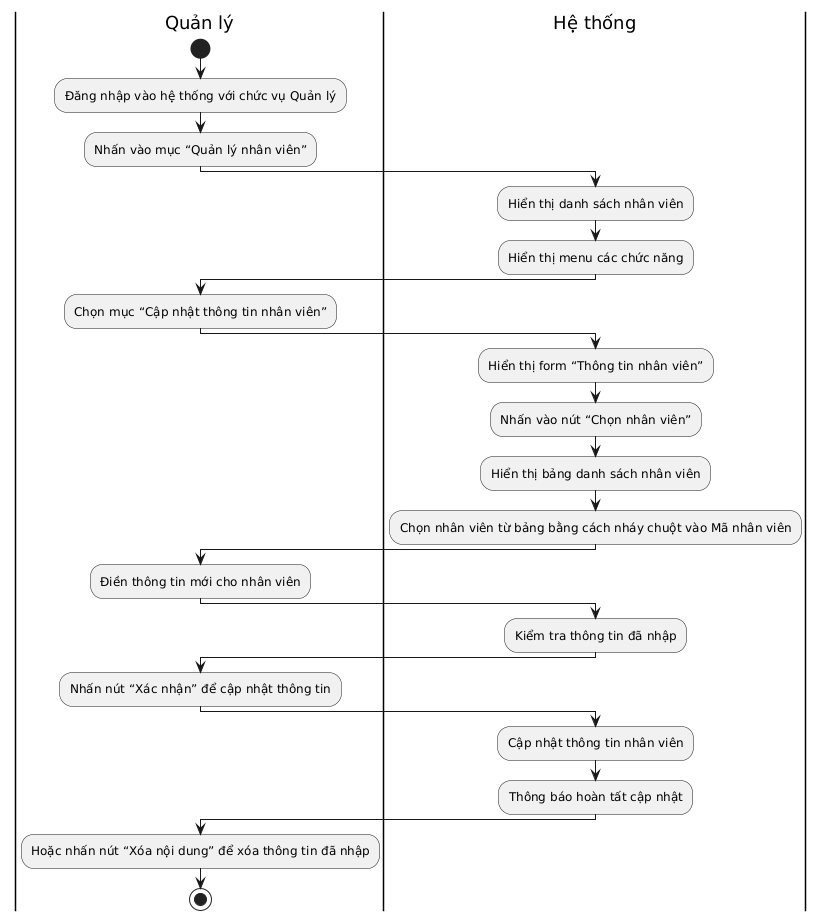 Quản lý
Hệ thống
Đăng nhập vào hệ thống với chức vụ Quản lý
Nhấn vào mục “Quản lý nhân viên”
Hiển thị danh sách nhân viên
Hiển thị menu các chức năng
Chọn mục “Cập nhật thông tin nhân viên”
Hiển thị form “Thông tin nhân viên”
Nhấn vào nút “Chọn nhân viên”
Hiển thị bảng danh sách nhân viên
Chọn nhân viên từ bảng bằng cách nháy chuột vào Mã nhân viên
Điền thông tin mới cho nhân viên
Kiểm tra thông tin đã nhập
Nhấn nút “Xác nhận” để cập nhật thông tin
Cập nhật thông tin nhân viên
Thông báo hoàn tất cập nhật
Hoặc nhấn nút “Xóa nội dung” để xóa thông tin đã nhập